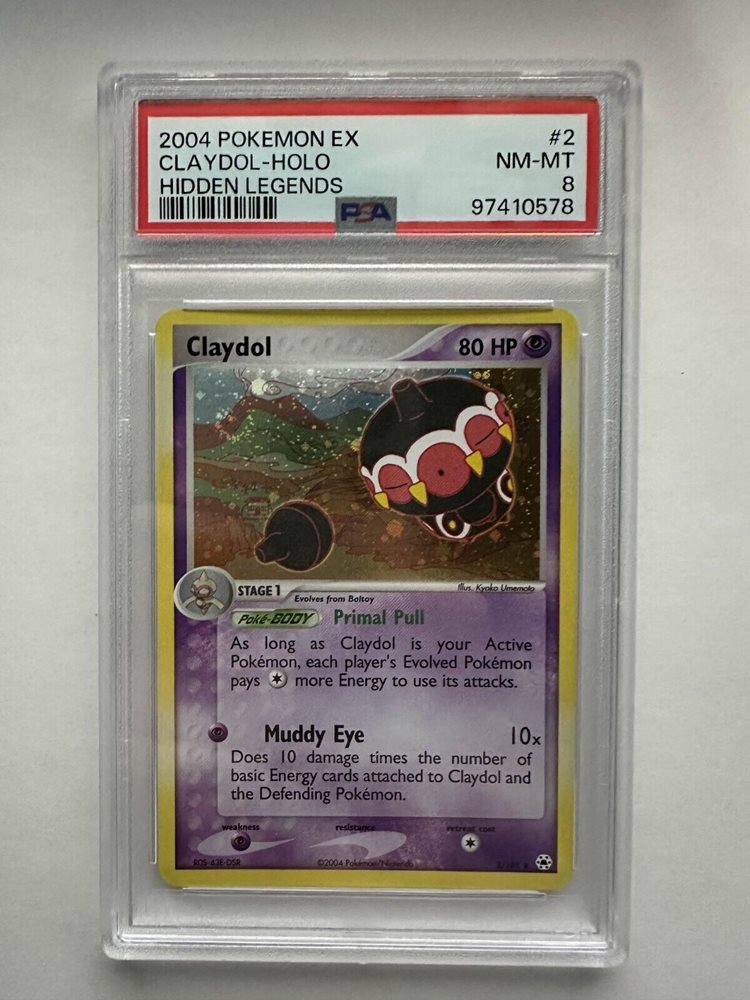 2004 POKEMON EX #2
CLAYDOL-HOLO NM-MT
HIDDEN LEGENDS 8
PSA 97410578
Claydol 80 HP
STAGE 1 Evolves from Baltoy Illus. Kyoko Umemoto
Poké-BODY Primal Pull
As long as Claydol is your Active
Pokémon, each player's Evolved Pokémon
pays more Energy to use its attacks.
Muddy Eye 10x
Does 10 damage times the number of
basic Energy cards attached to Claydol and
the Defending Pokémon.
weakness resistance retreat cost
©2004 Pokémon/Nintendo